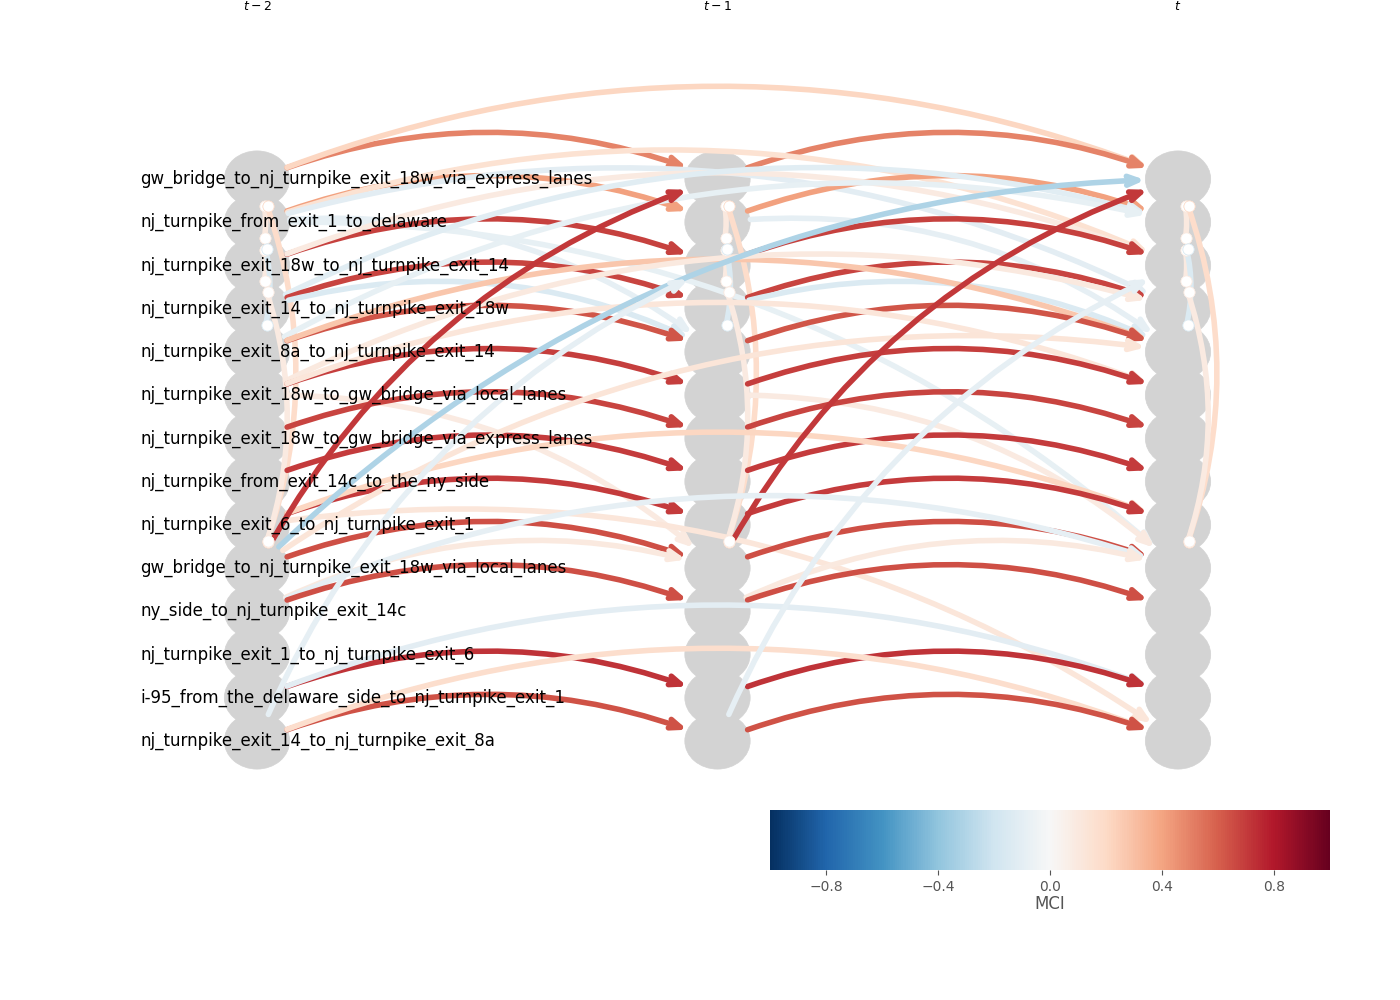 t − 2 t − 1 t
gw_bridge_to_nj_turnpike_exit_18w_via_express_lanes
nj_turnpike_from_exit_1_to_delaware
nj_turnpike_exit_18w_to_nj_turnpike_exit_14
nj_turnpike_exit_14_to_nj_turnpike_exit_18w
nj_turnpike_exit_8a_to_nj_turnpike_exit_14
nj_turnpike_exit_18w_to_gw_bridge_via_local_lanes
nj_turnpike_exit_18w_to_gw_bridge_via_express_lanes
nj_turnpike_from_exit_14c_to_the_ny_side
nj_turnpike_exit_6_to_nj_turnpike_exit_1
gw_bridge_to_nj_turnpike_exit_18w_via_local_lanes
ny_side_to_nj_turnpike_exit_14c
nj_turnpike_exit_1_to_nj_turnpike_exit_6
i-95_from_the_delaware_side_to_nj_turnpike_exit_1
nj_turnpike_exit_14_to_nj_turnpike_exit_8a
−0.8 −0.4 0.0 0.4 0.8
MCI